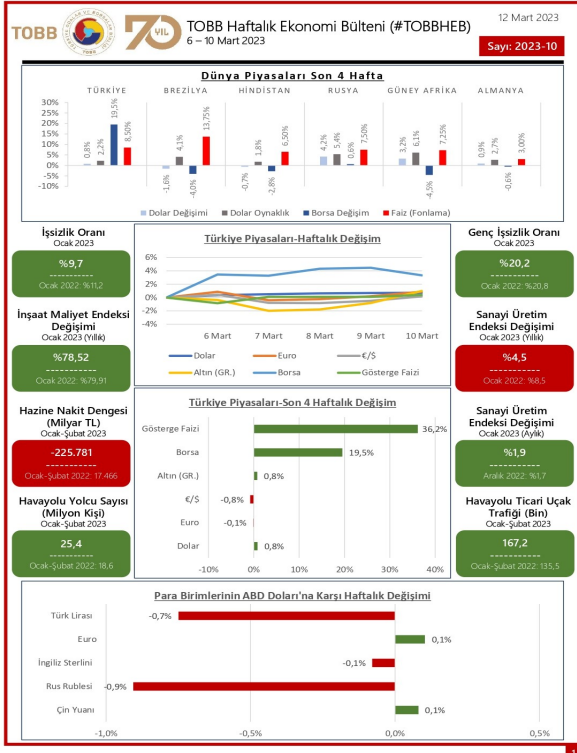 TOBB
70
YIL
TOBB Haftalık Ekonomi Bülteni (#TOBBHEB)
6 – 10 Mart 2023
12 Mart 2023
Sayı: 2023-10
Dünya Piyasaları Son 4 Hafta
TÜRKİYE BREZİLYA HİNDİSTAN RUSYA GÜNEY AFRİKA ALMANYA
30%
25%
20%
15%
10%
5%
0%
-5%
-10%
0,8% 2,2% 19,5% 8,50%
-1,6% 4,1% -4,0% 13,75%
-0,7% 1,8% -2,8% 6,50%
4,2% 5,4% 0,6% 7,50%
3,2% 6,1% -4,5% 7,25%
0,9% 2,7% -0,6% 3,00%
Dolar Değişimi Dolar Oynaklık Borsa Değişim Faiz (Fonlama)
İşsizlik Oranı
Ocak 2023
%9,7
-----------
Ocak 2022: %11,2
İnşaat Maliyet Endeksi
Değişimi
Ocak 2023 (Yıllık)
%78,52
-----------
Ocak 2022: %79,91
Hazine Nakit Dengesi
(Milyar TL)
Ocak-Şubat 2023
-225.781
-----------
Ocak-Şubat 2022: 17.466
Havayolu Yolcu Sayısı
(Milyon Kişi)
Ocak-Şubat 2023
25,4
-----------
Ocak-Şubat 2022: 18,6
Türkiye Piyasaları-Haftalık Değişim
6%
4%
2%
0%
-2%
-4%
6 Mart 7 Mart 8 Mart 9 Mart 10 Mart
Dolar Euro €/$
Altın (GR.) Borsa Gösterge Faizi
Türkiye Piyasaları-Son 4 Haftalık Değişim
Gösterge Faizi 36,2%
Borsa 19,5%
Altın (GR.) 0,8%
€/$ -0,8%
Euro -0,1%
Dolar 0,8%
-10% 0% 10% 20% 30% 40%
Genç İşsizlik Oranı
Ocak 2023
%20,2
-----------
Ocak 2022: %20,8
Sanayi Üretim
Endeksi Değişimi
Ocak 2023 (Yıllık)
%4,5
-----------
Ocak 2022: %8,5
Sanayi Üretim
Endeksi Değişimi
Ocak 2023 (Aylık)
%1,9
-----------
Aralık 2022: %1,7
Havayolu Ticari Uçak
Trafiği (Bin)
Ocak-Şubat 2023
167,2
-----------
Ocak-Şubat 2022: 135,5
Para Birimlerinin ABD Doları'na Karşı Haftalık Değişimi
Türk Lirası -0,7%
Euro 0,1%
İngiliz Sterlini -0,1%
Rus Rublesi -0,9%
Çin Yuanı 0,1%
-1,0% -0,5% 0,0% 0,5%
1